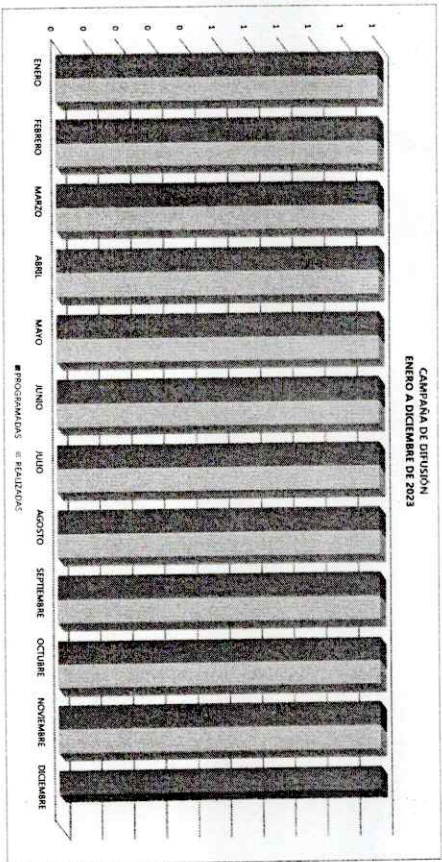 CAMPAÑA DE DIFUSIÓN
ENERO A DICIEMBRE DE 2023
1
1
1
1
1
1
0
0
0
0
0
ENERO
FEBRERO
MARZO
ABRIL
MAYO
JUNIO
JULIO
AGOSTO
SEPTIEMBRE
OCTUBRE
NOVIEMBRE
DICIEMBRE
PROGRAMADAS REALIZADAS